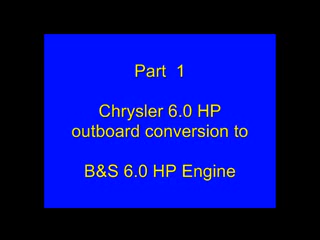 Part 1
Chrysler 6.0 HP
outboard conversion to
B&S 6.0 HP Engine